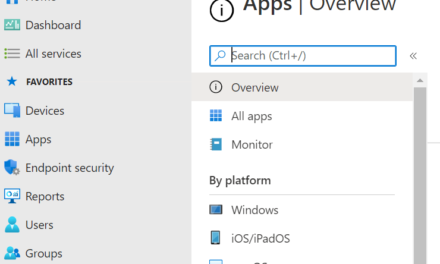 Home
Dashboard
All services
FAVORITES
Devices
Apps
Endpoint security
Reports
Users
Groups
Apps | Overview
Search (Ctrl+/)
«
Overview
All apps
Monitor
By platform
Windows
iOS/iPadOS